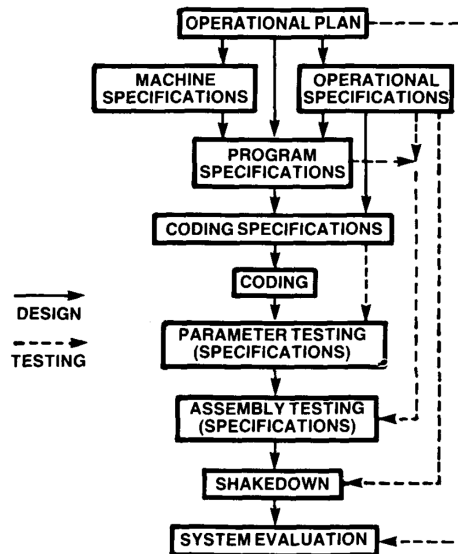 OPERATIONAL PLAN
MACHINE
SPECIFICATIONS
OPERATIONAL
SPECIFICATIONS
PROGRAM
SPECIFICATIONS
CODING SPECIFICATIONS
CODING
DESIGN
TESTING
PARAMETER TESTING
(SPECIFICATIONS)
ASSEMBLY TESTING
(SPECIFICATIONS)
SHAKEDOWN
SYSTEM EVALUATION